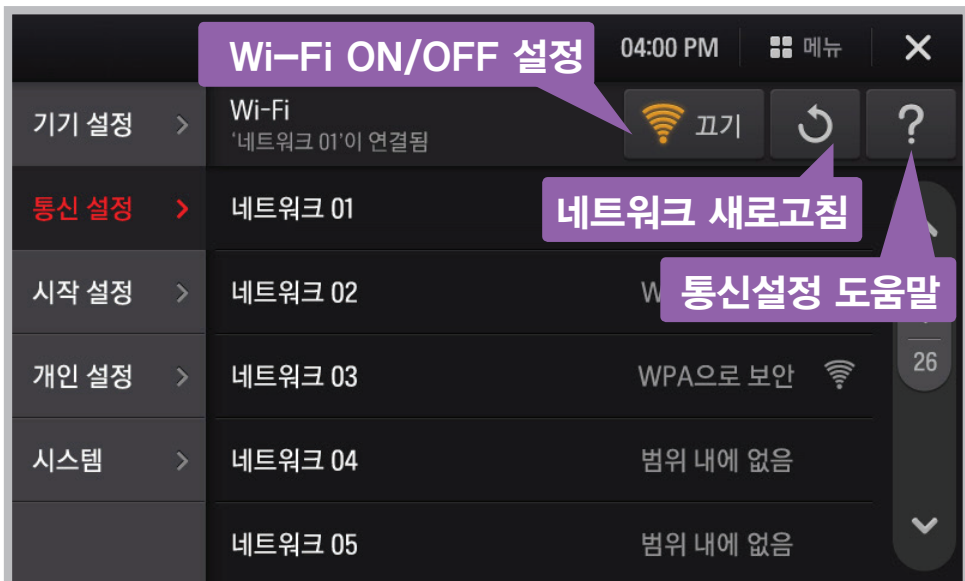 Wi-Fi ON/OFF 설정
04:00 PM
메뉴
기기 설정
Wi-Fi
'네트워크 01'이 연결됨
끄기
통신 설정
네트워크 01
네트워크 새로고침
시작 설정
네트워크 02
W
통신설정 도움말
개인 설정
네트워크 03
WPA으로 보안
26
시스템
네트워크 04
범위 내에 없음
네트워크 05
범위 내에 없음